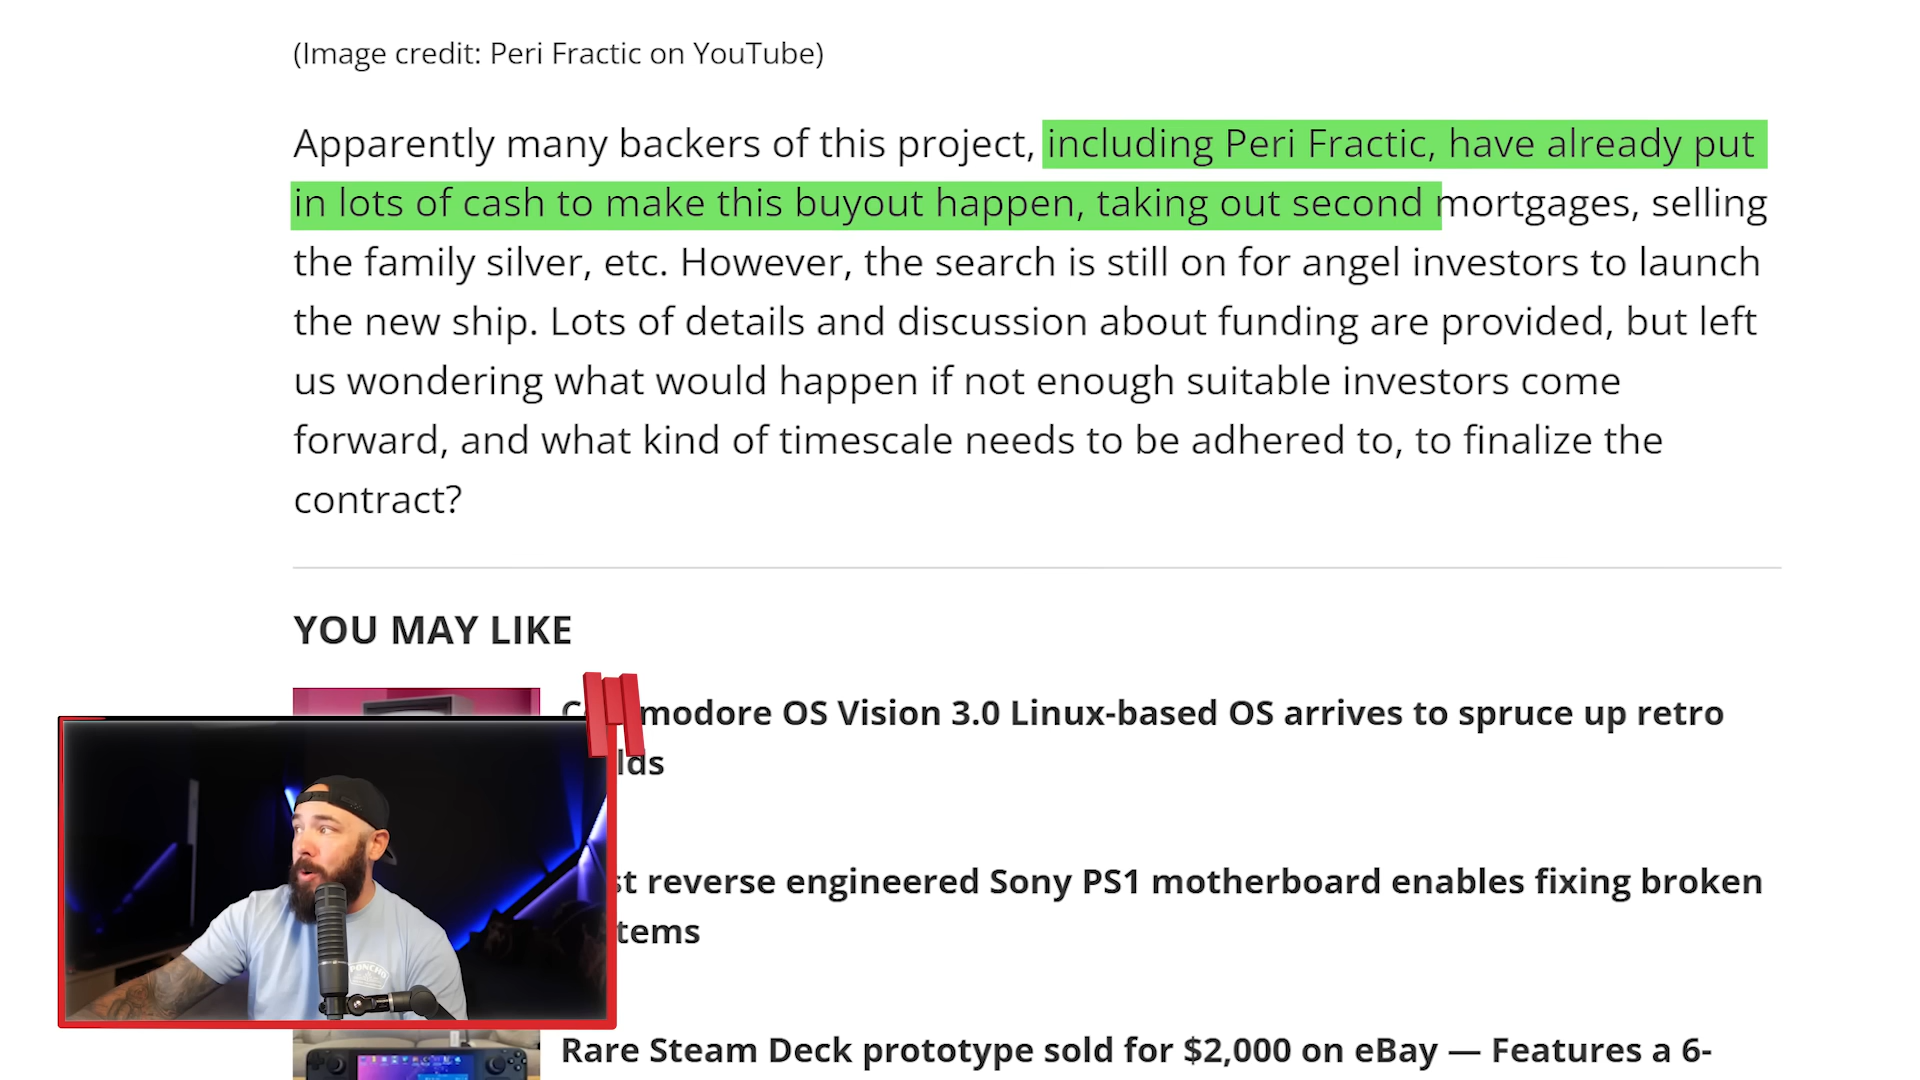 (Image credit: Peri Fractic on YouTube)
Apparently many backers of this project, including Peri Fractic, have already put
in lots of cash to make this buyout happen, taking out second mortgages, selling
the family silver, etc. However, the search is still on for angel investors to launch
the new ship. Lots of details and discussion about funding are provided, but left
us wondering what would happen if not enough suitable investors come
forward, and what kind of timescale needs to be adhered to, to finalize the
contract?
YOU MAY LIKE
modore OS Vision 3.0 Linux-based OS arrives to spruce up retro
lds
st reverse engineered Sony PS1 motherboard enables fixing broken
tems
PONCHO
Rare Steam Deck prototype sold for $2,000 on eBay — Features a 6-